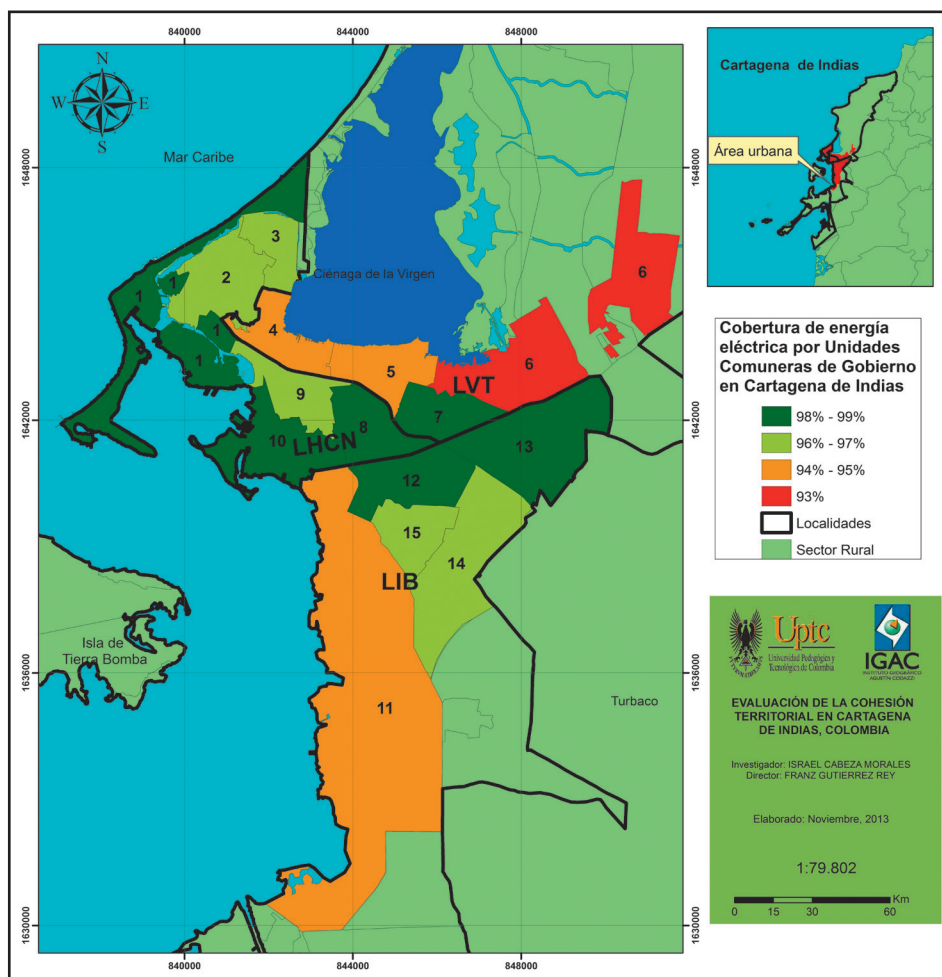 840000
844000
848000
N
W
E
S
Mar Caribe
1648000
1648000
3
2
Ciénaga de la Virgen
6
1
1
1
4
1
6
5
LVT
9
7
1642000
1642000
8
10
LHCN
13
12
15
14
LIB
Isla de
Tierra Bomba
1636000
1636000
11
Turbaco
1630000
1630000
840000
844000
848000
Cartagena de Indias
Área urbana
Cobertura de energía
eléctrica por Unidades
Comuneras de Gobierno
en Cartagena de Indias
98% - 99%
96% - 97%
94% - 95%
93%
Localidades
Sector Rural
Uptc
Universidad Pedagógica y
Tecnológica de Colombia
IGAC
INSTITUTO GEOGRÁFICO
AGUSTÍN CODAZZI
EVALUACIÓN DE LA COHESIÓN
TERRITORIAL EN CARTAGENA
DE INDIAS, COLOMBIA
Investigador: ISRAEL CABEZA MORALES
Director: FRANZ GUTIERREZ REY
Elaborado: Noviembre, 2013
1:79.802
Km
0 15 30 60